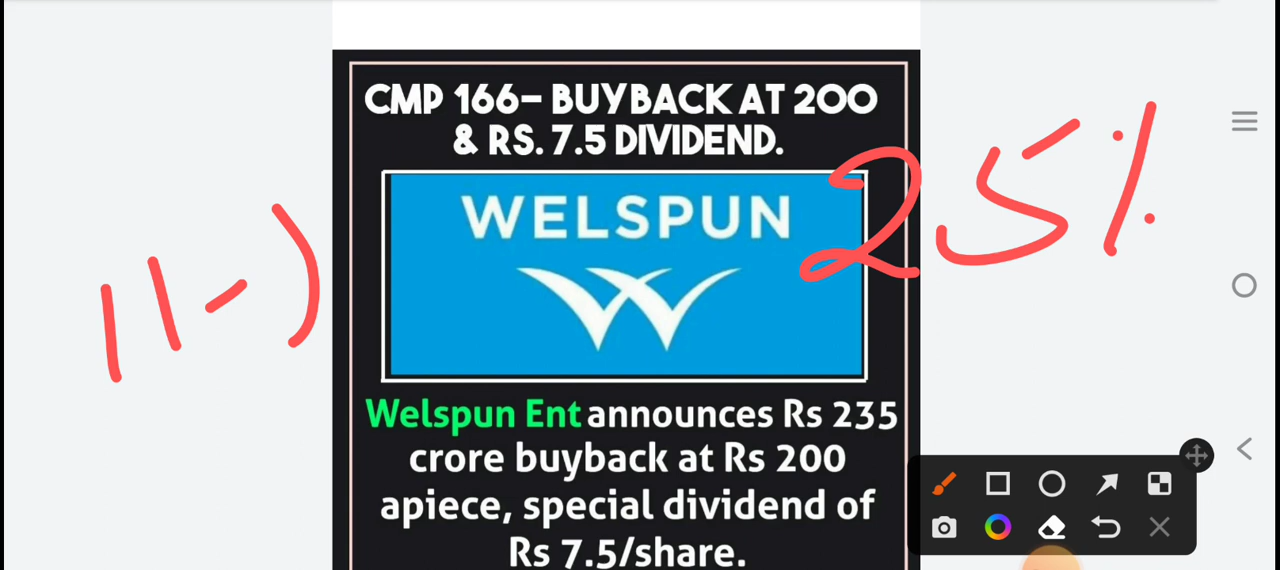 CMP 166- BUYBACK AT 200
& RS. 7.5 DIVIDEND.
WELSPUN
25%
Welspun Ent announces Rs 235
crore buyback at Rs 200
apiece, special dividend of
Rs 7.5/share.